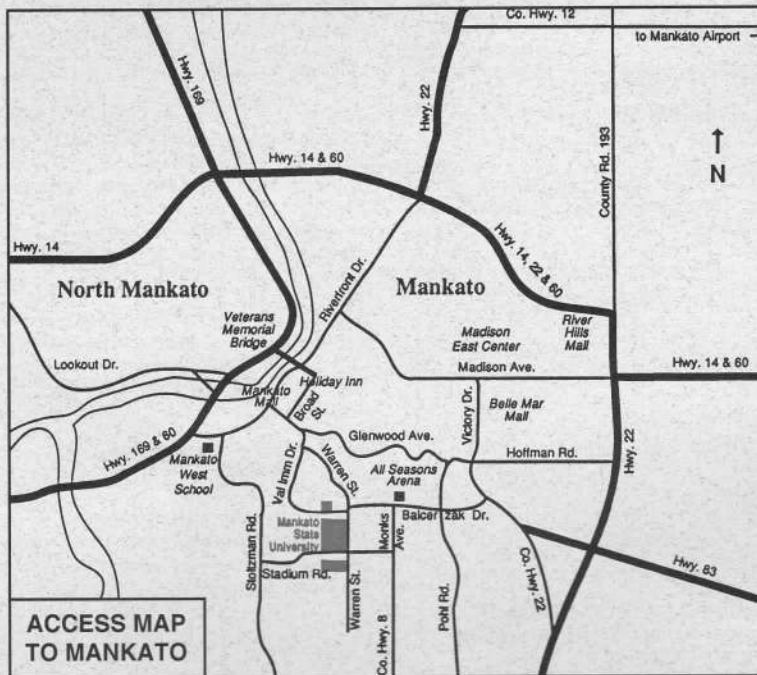 Co. Hwy. 12
to Mankato Airport
Hwy. 169
Hwy. 22
County Rd. 193
↑
N
Hwy. 14 & 60
Hwy. 14
Hwy. 14, 22 & 60
North Mankato
Mankato
Riverfront Dr.
Veterans
Memorial
Bridge
Madison
East Center
River
Hills
Mall
Lookout Dr.
Madison Ave.
Hwy. 14 & 60
Holiday Inn
Mankato
Mall
Broad
St.
Victory Dr.
Belle Mar
Mall
Glenwood Ave.
Hwy. 169 & 60
Hoffman Rd.
Hwy. 22
Mankato
West
School
Val Imm Dr.
Warren St.
All Seasons
Arena
Stoltzman Rd.
Mankato
State
University
Monks
Ave.
Balcerzak Dr.
Stadium Rd.
Warren St.
Co. Hwy. 8
Pohl Rd.
Co. Hwy. 22
Hwy. 83
ACCESS MAP
TO MANKATO